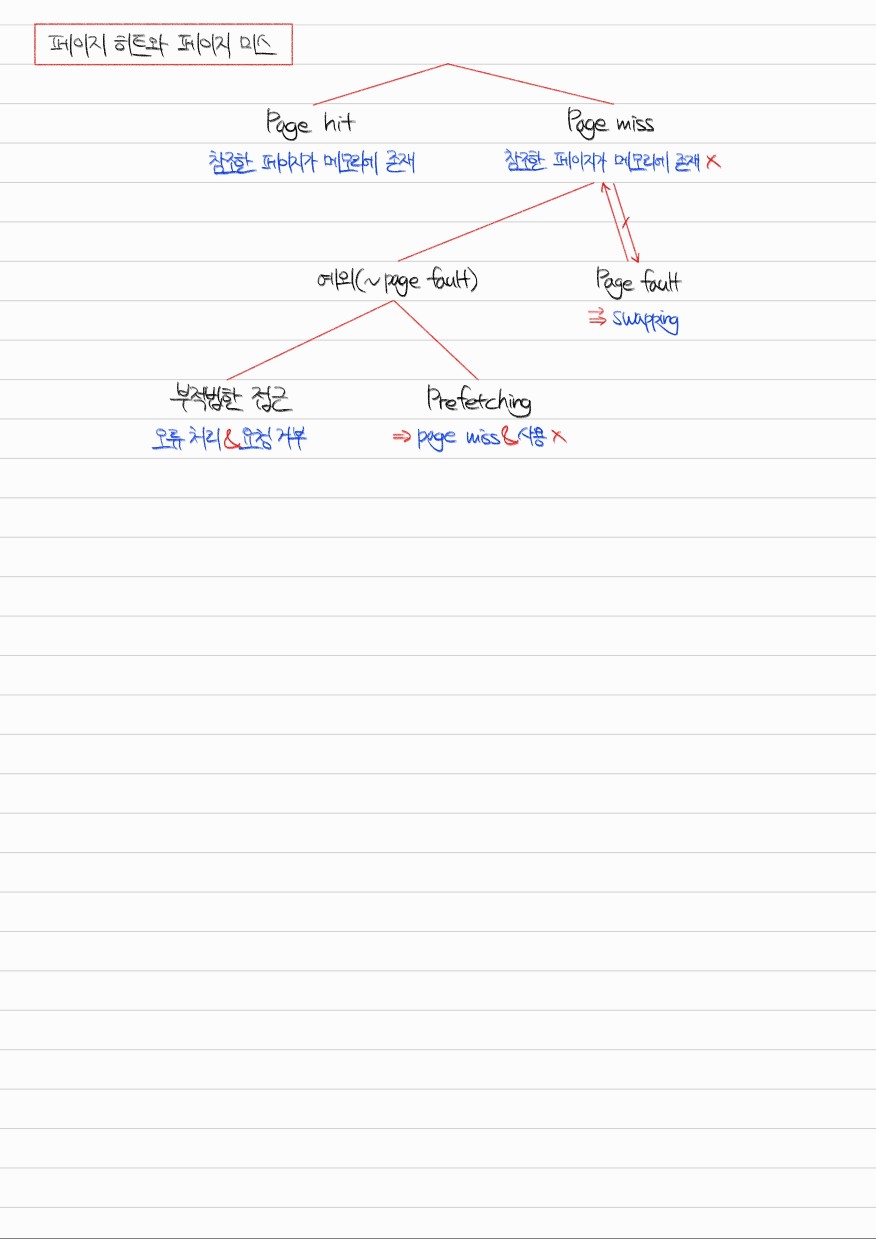 페이지 히트와 페이지 미스
Page hit
Page miss
참조한 페이지가 메모리에 존재
참조한 페이지가 메모리에 존재 X
예외(~page fault)
Page fault
⇒ swapping
부적법한 접근
Prefetching
오류 처리 & 요청 거부
⇒ page miss & 사용 X